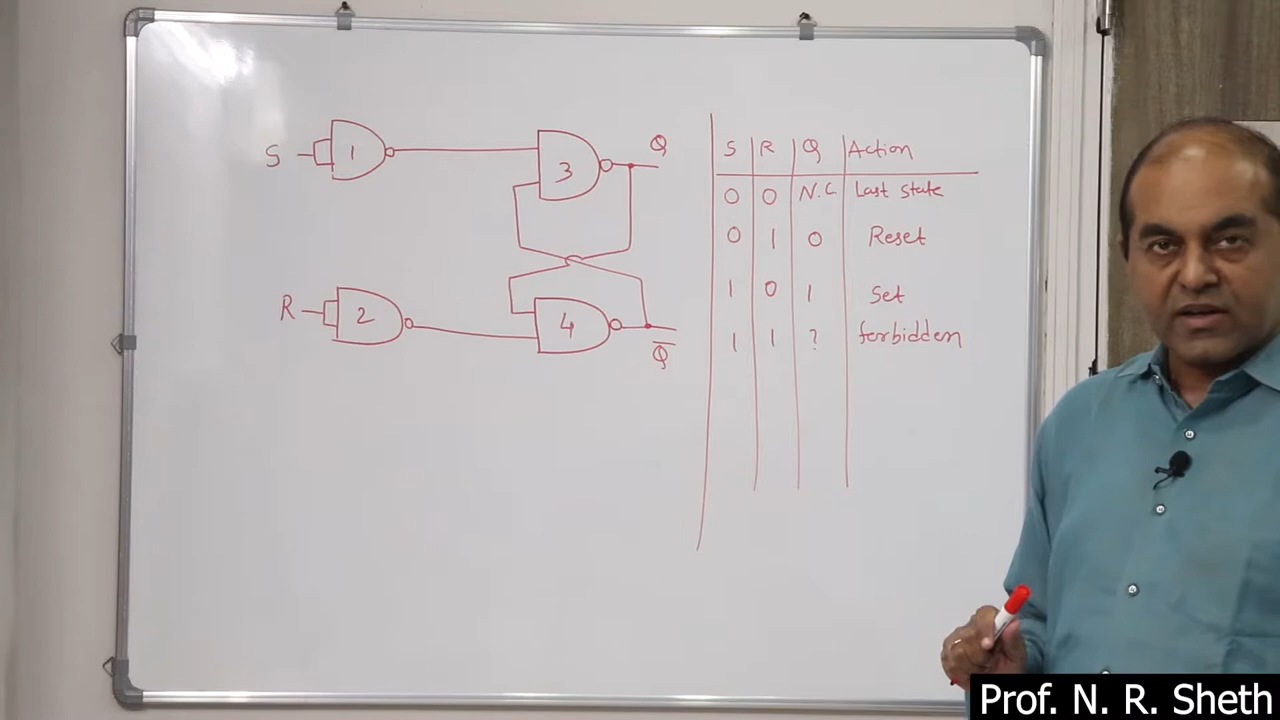 S
1
3
Q
R
2
4
Q̅
S R Q Action
0 0 N.C Last state
0 1 0 Reset
1 0 1 Set
1 1 ? forbidden
Prof. N. R. Sheth